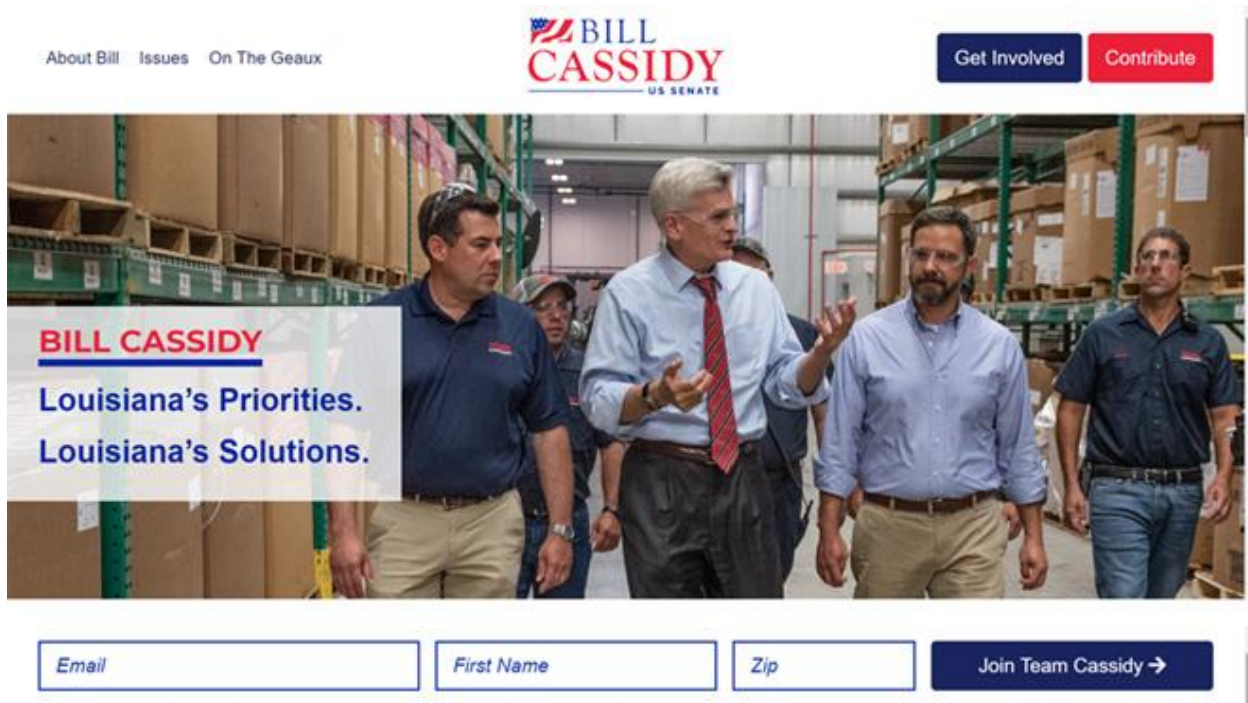 About Bill Issues On The Geaux
BILL
CASSIDY
US SENATE
Get Involved
Contribute
BILL CASSIDY
Louisiana's Priorities.
Louisiana's Solutions.
Email
First Name
Zip
Join Team Cassidy →